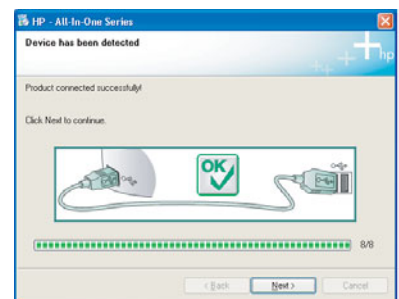 HP - All-In-One Series
Device has been detected
hp
Product connected successfully!
Click Next to continue.
OK
8/8
< Back
Next >
Cancel